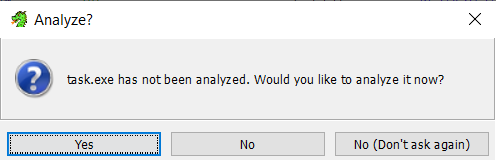 Analyze?
task.exe has not been analyzed. Would you like to analyze it now?
Yes
No
No (Don't ask again)